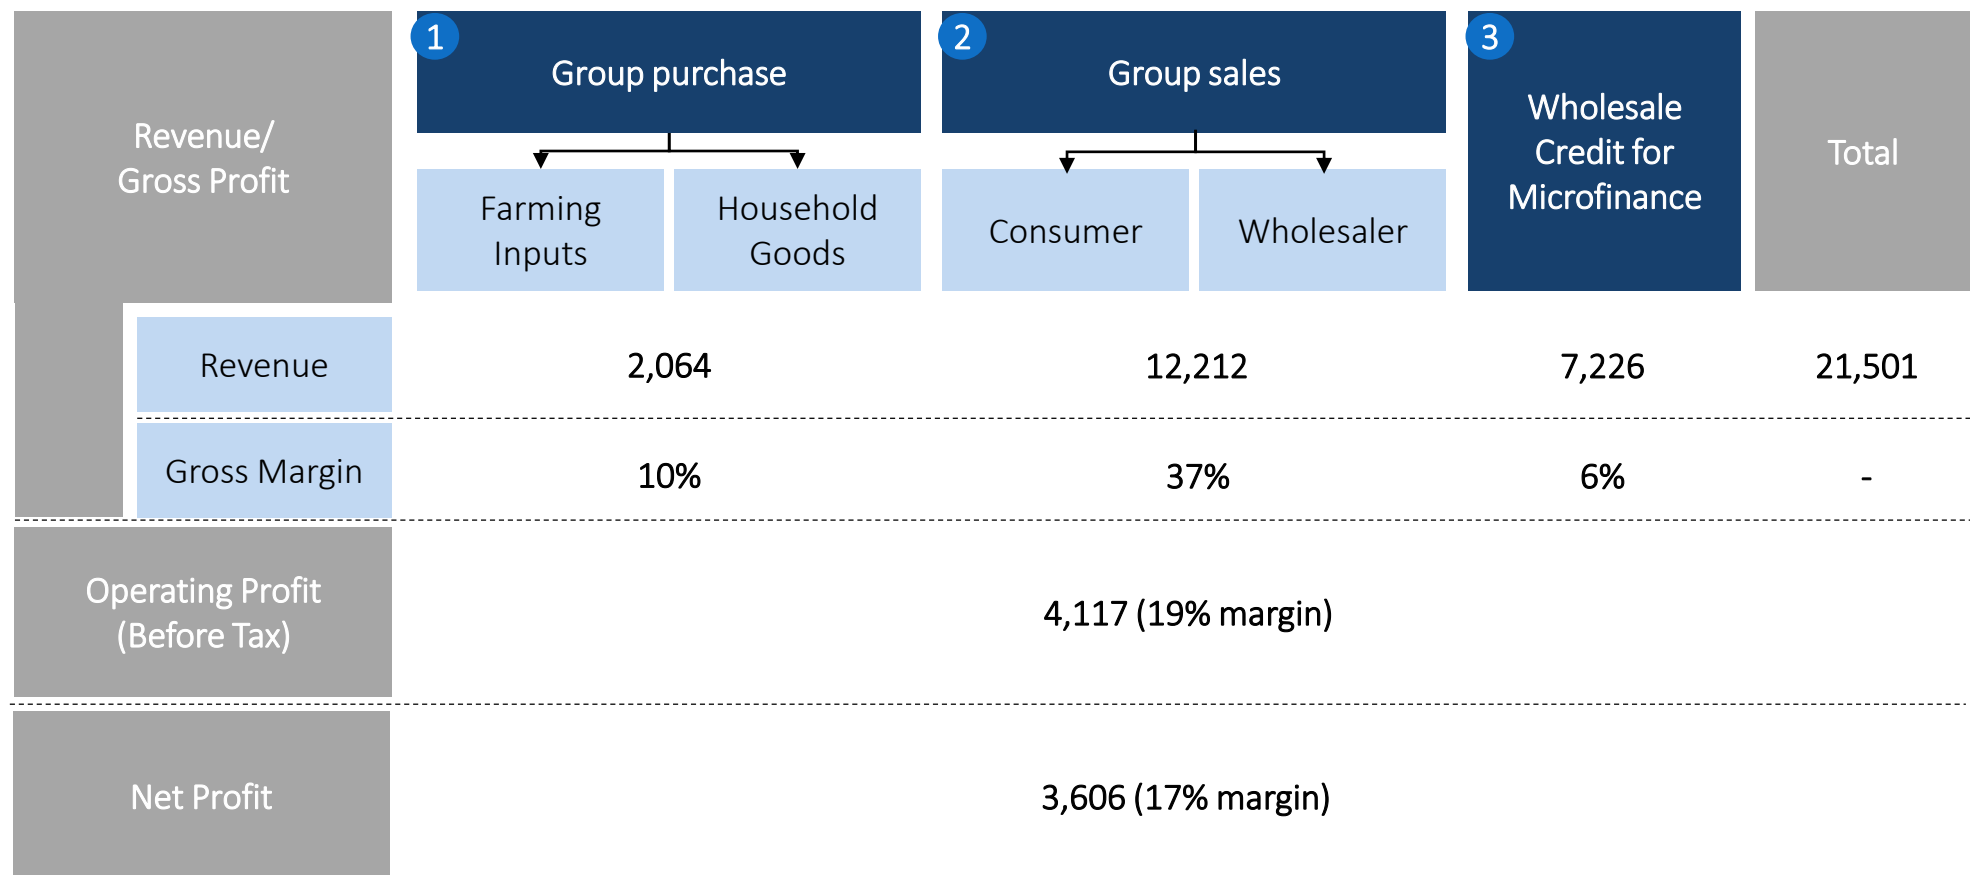 1
Group purchase
2
Group sales
3
Wholesale
Credit for
Microfinance
Total
Revenue/
Gross Profit
Farming
Inputs
Household
Goods
Consumer
Wholesaler
Revenue
2,064
12,212
7,226
21,501
Gross Margin
10%
37%
6%
-
Operating Profit
(Before Tax)
4,117 (19% margin)
Net Profit
3,606 (17% margin)